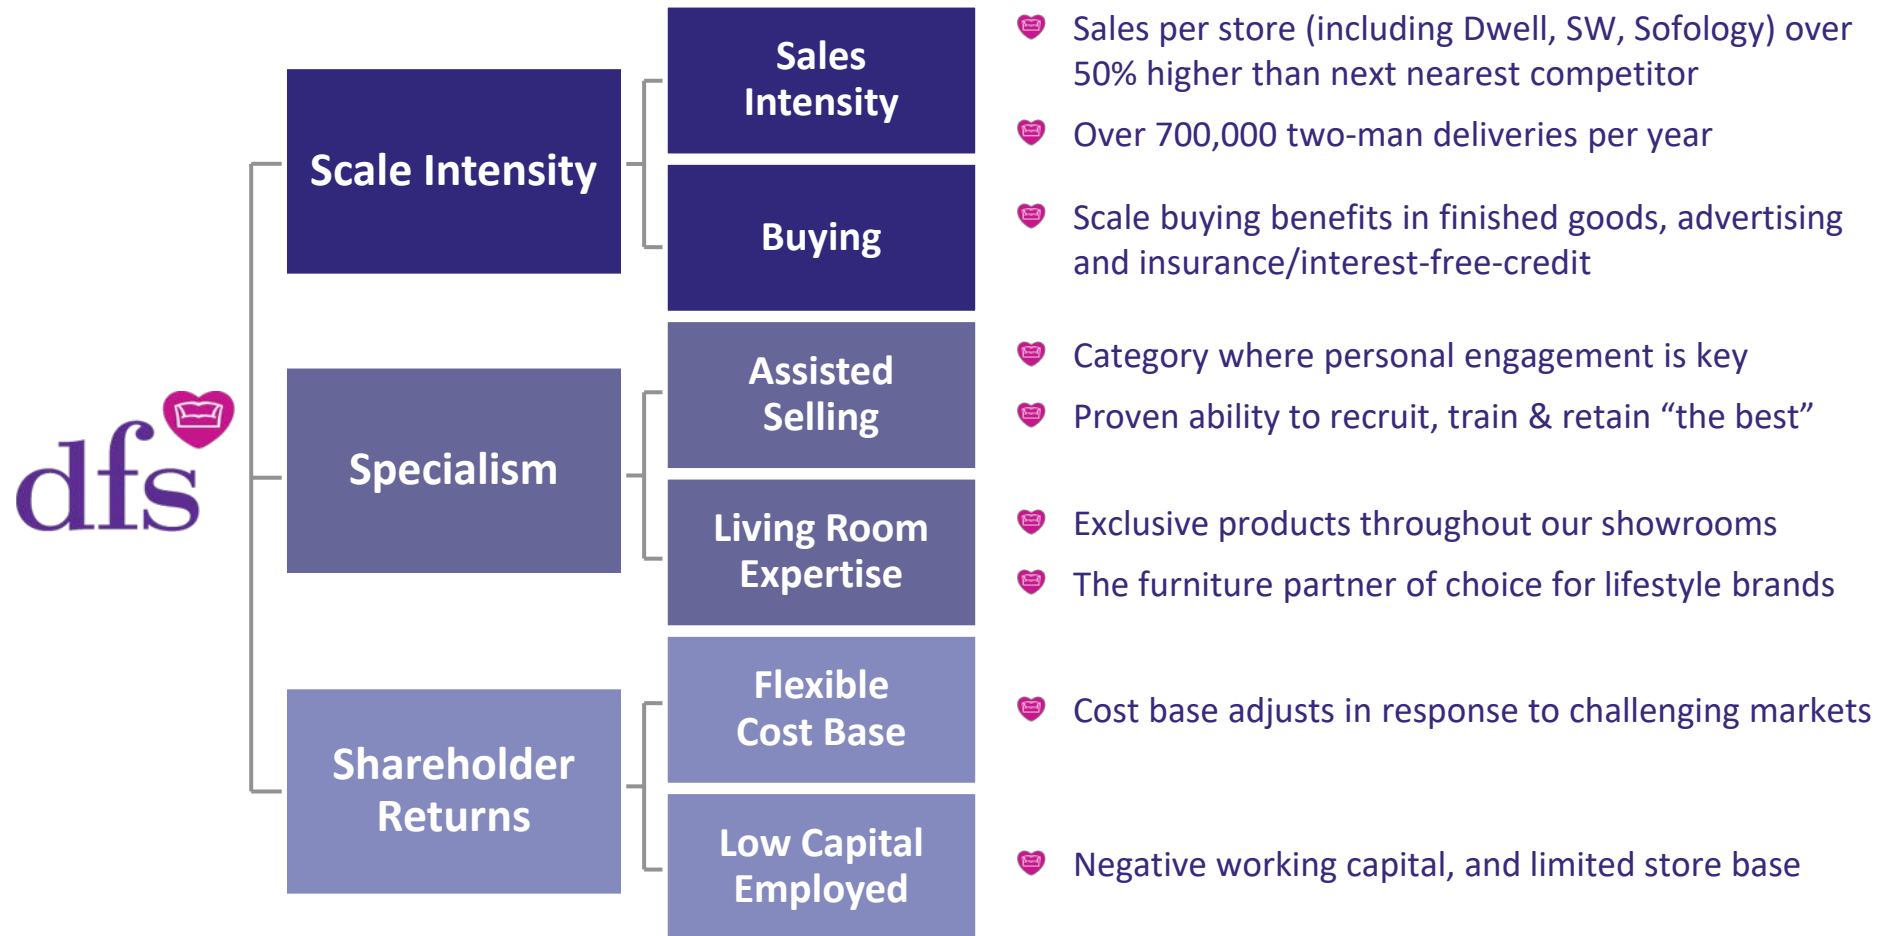 dfs
Scale Intensity
Sales
Intensity
Sales per store (including Dwell, SW, Sofology) over
50% higher than next nearest competitor
Over 700,000 two-man deliveries per year
Buying
Scale buying benefits in finished goods, advertising
and insurance/interest-free-credit
Specialism
Assisted
Selling
Category where personal engagement is key
Proven ability to recruit, train & retain “the best”
Living Room
Expertise
Exclusive products throughout our showrooms
The furniture partner of choice for lifestyle brands
Shareholder
Returns
Flexible
Cost Base
Cost base adjusts in response to challenging markets
Low Capital
Employed
Negative working capital, and limited store base